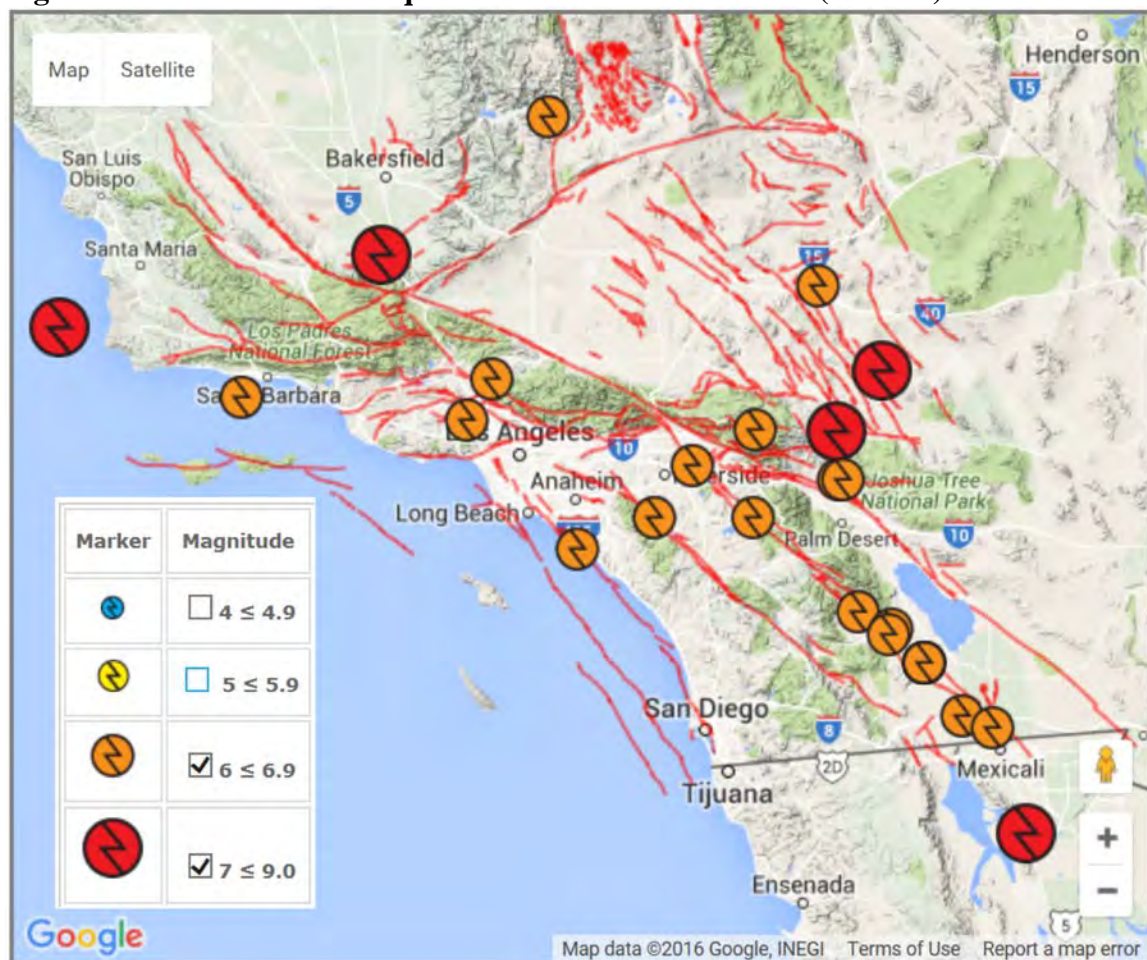 Map Satellite
Henderson
15
San Luis
Obispo
Bakersfield
5
Santa Maria
15
40
Los Padres
National Forest
Barbara
Los Angeles
10
Anaheim
Joshua Tree
National Park
Long Beach
Palm Desert
10
Marker Magnitude
4 ≤ 4.9
5 ≤ 5.9
6 ≤ 6.9
7 ≤ 9.0
San Diego
8
2D
Mexicali
Tijuana
+
−
Ensenada
5
Google
Map data ©2016 Google, INEGI Terms of Use Report a map error